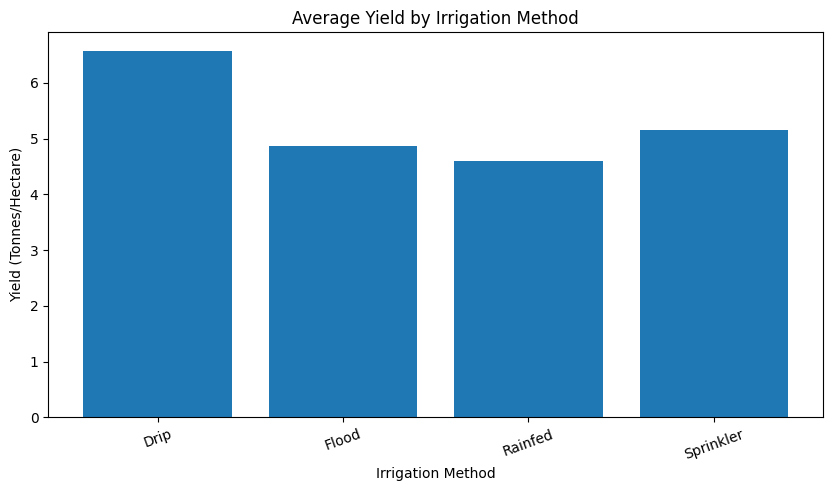 Average Yield by Irrigation Method
Yield (Tonnes/Hectare)
6
5
4
3
2
1
0
Drip
Flood
Rainfed
Sprinkler
Irrigation Method